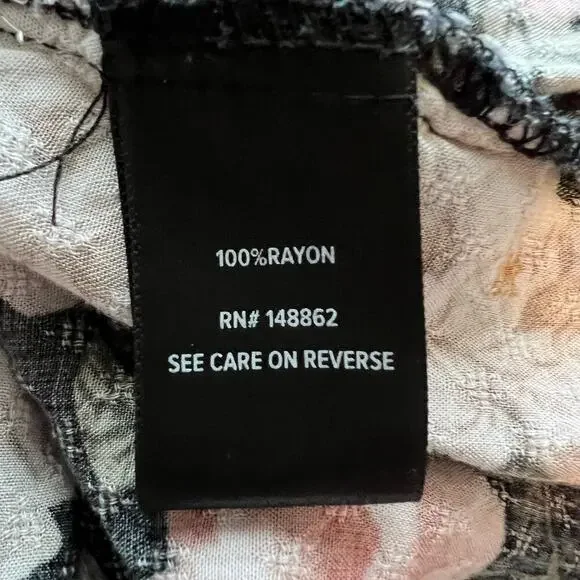 100%RAYON
RN# 148862
SEE CARE ON REVERSE